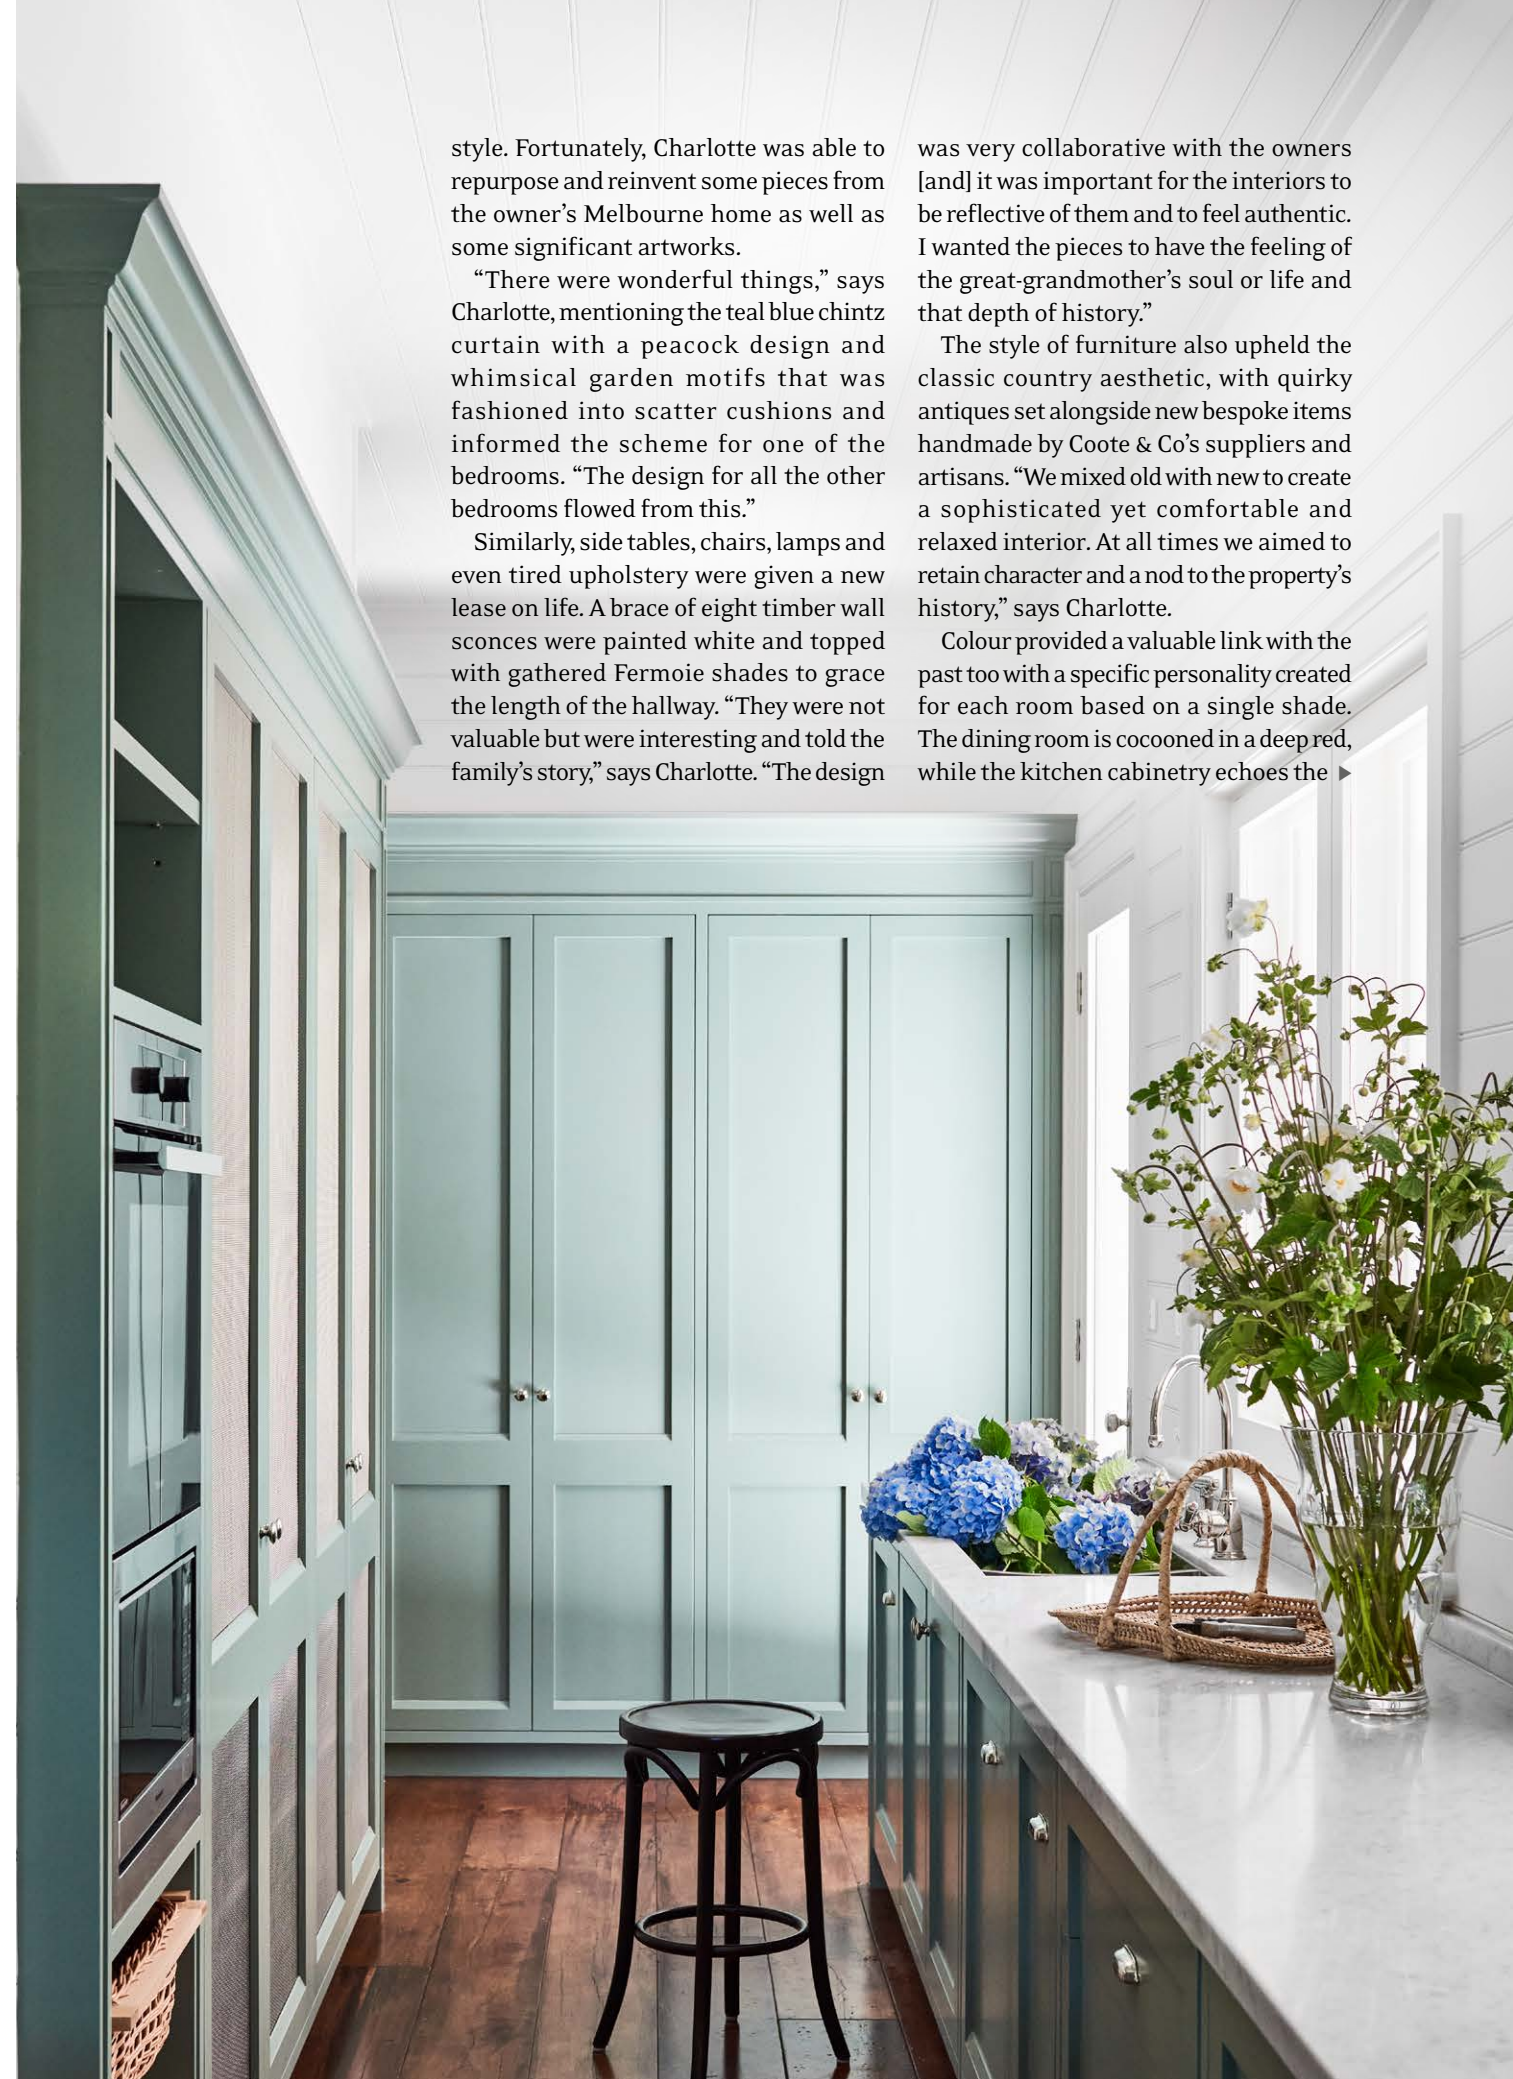 style. Fortunately, Charlotte was able to
repurpose and reinvent some pieces from
the owner’s Melbourne home as well as
some significant artworks.
“There were wonderful things,” says
Charlotte, mentioning the teal blue chintz
curtain with a peacock design and
whimsical garden motifs that was
fashioned into scatter cushions and
informed the scheme for one of the
bedrooms. “The design for all the other
bedrooms flowed from this.”
Similarly, side tables, chairs, lamps and
even tired upholstery were given a new
lease on life. A brace of eight timber wall
sconces were painted white and topped
with gathered Fermoie shades to grace
the length of the hallway. “They were not
valuable but were interesting and told the
family’s story,” says Charlotte. “The design
was very collaborative with the owners
[and] it was important for the interiors to
be reflective of them and to feel authentic.
I wanted the pieces to have the feeling of
the great-grandmother’s soul or life and
that depth of history.”
The style of furniture also upheld the
classic country aesthetic, with quirky
antiques set alongside new bespoke items
handmade by Coote & Co’s suppliers and
artisans. “We mixed old with new to create
a sophisticated yet comfortable and
relaxed interior. At all times we aimed to
retain character and a nod to the property’s
history,” says Charlotte.
Colour provided a valuable link with the
past too with a specific personality created
for each room based on a single shade.
The dining room is cocooned in a deep red,
while the kitchen cabinetry echoes the ▶